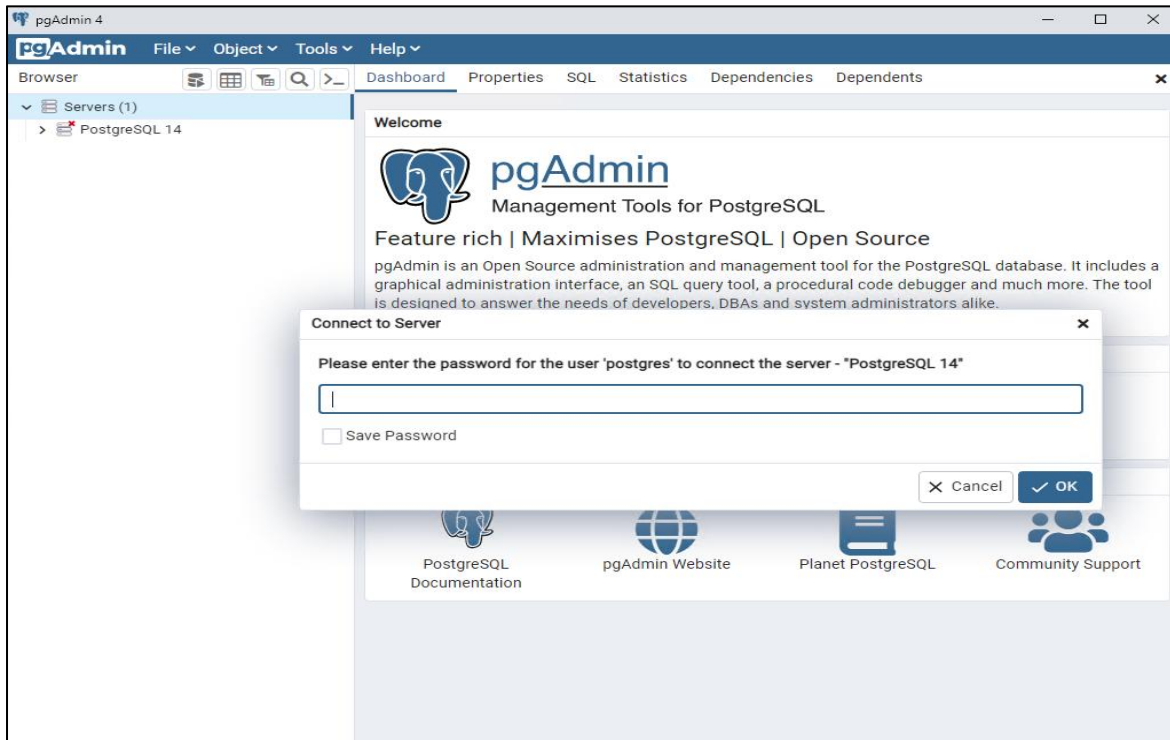 pgAdmin 4
pgAdmin File Object Tools Help
Browser
Dashboard Properties SQL Statistics Dependencies Dependents
Servers (1)
PostgreSQL 14
Welcome
pgAdmin
Management Tools for PostgreSQL
Feature rich | Maximises PostgreSQL | Open Source
pgAdmin is an Open Source administration and management tool for the PostgreSQL database. It includes a
graphical administration interface, an SQL query tool, a procedural code debugger and much more. The tool
is designed to answer the needs of developers, DBAs and system administrators alike.
Connect to Server
Please enter the password for the user 'postgres' to connect the server - "PostgreSQL 14"
Save Password
Cancel OK
PostgreSQL
Documentation
pgAdmin Website
Planet PostgreSQL
Community Support